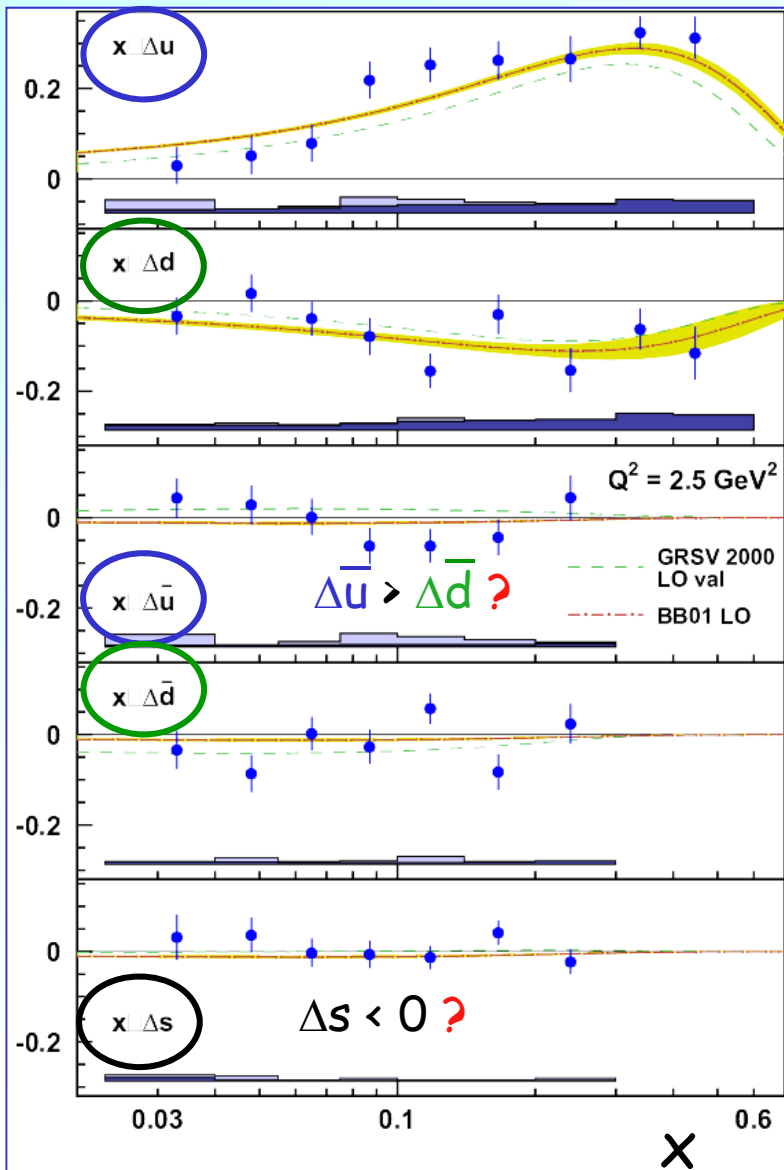 x Δu
0.2
0
x Δd
0
-0.2
Q² = 2.5 GeV²
0
GRSV 2000
LO val
x Δū
Δū > Δd̄ ?
-0.2
BB01 LO
x Δd̄
0
-0.2
0
x Δs
Δs < 0 ?
-0.2
0.03
0.1
0.6
x